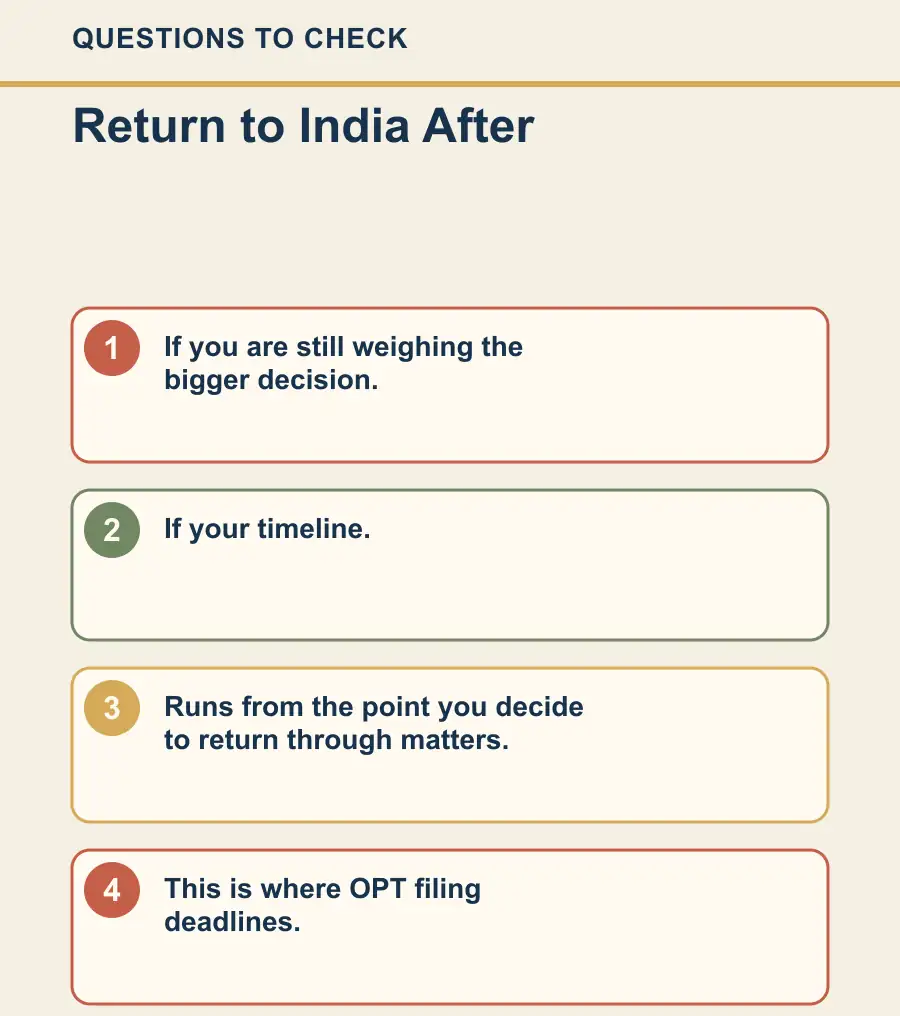 QUESTIONS TO CHECK
Return to India After
1
If you are still weighing the
bigger decision.
2
If your timeline.
3
Runs from the point you decide
to return through matters.
4
This is where OPT filing
deadlines.